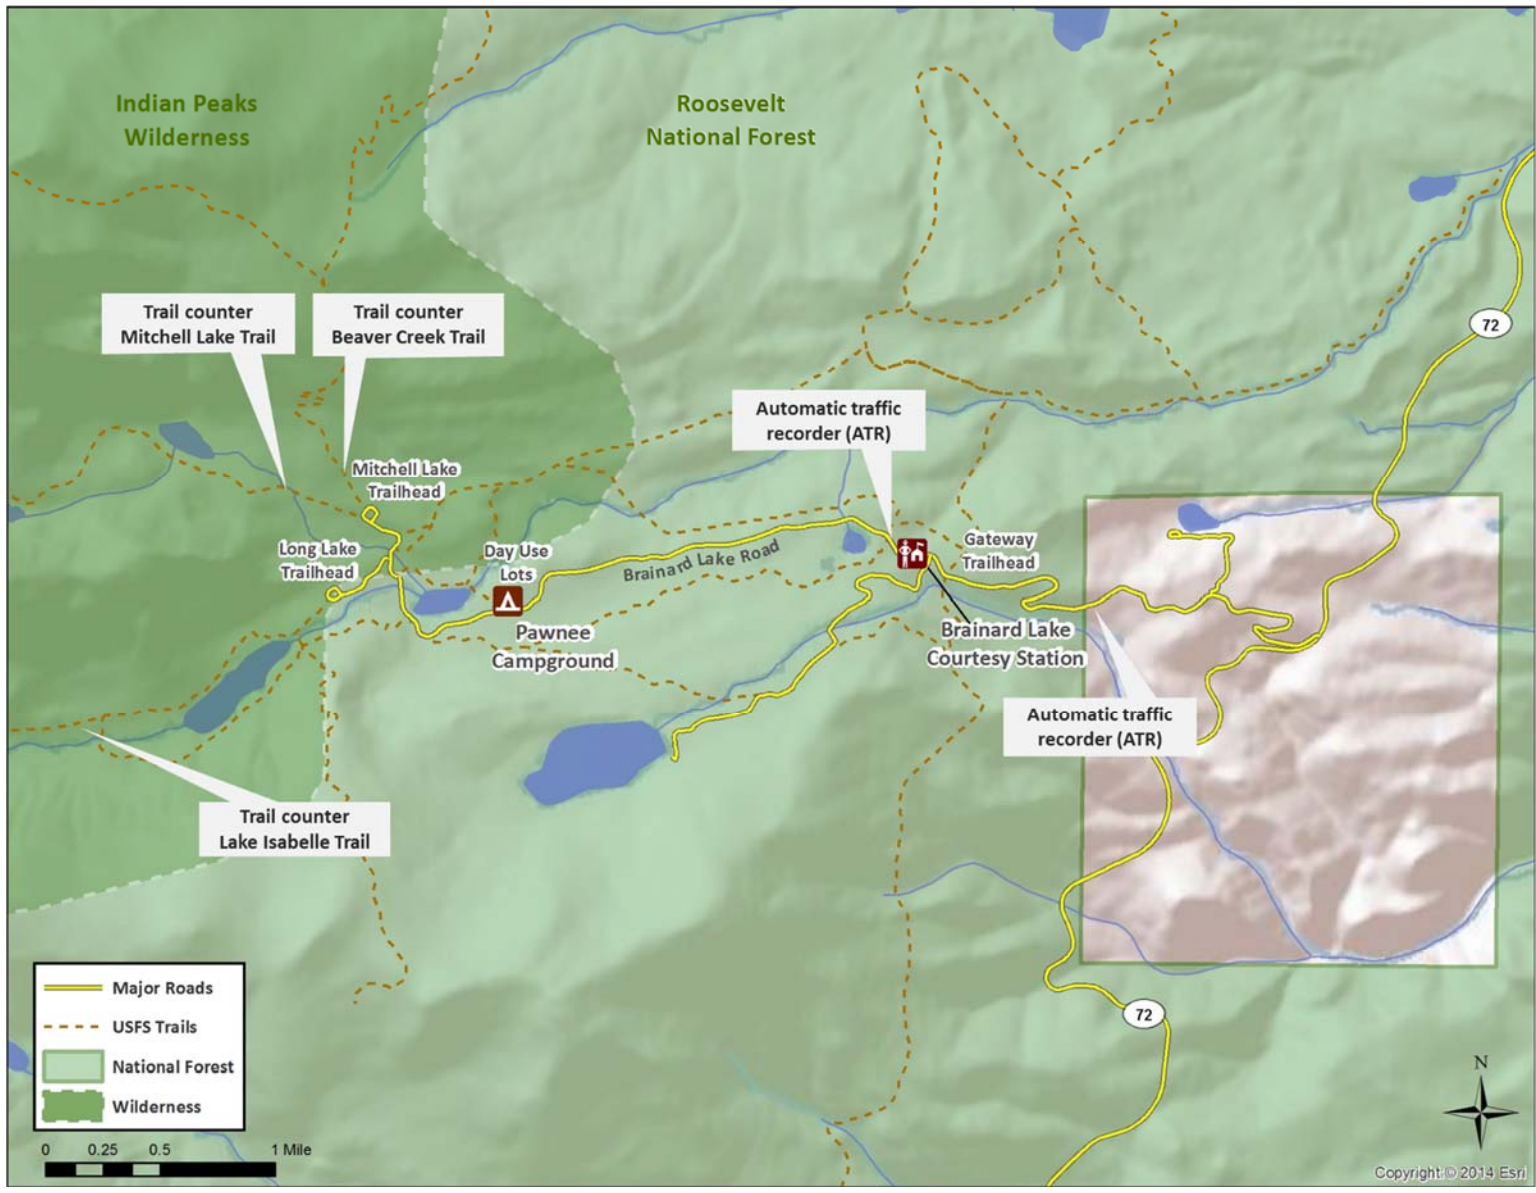 Indian Peaks
Wilderness
Roosevelt
National Forest
Trail counter
Mitchell Lake Trail
Trail counter
Beaver Creek Trail
72
Automatic traffic
recorder (ATR)
Mitchell Lake
Trailhead
Long Lake
Trailhead
Day Use
Lots
Brainard Lake Road
Gateway
Trailhead
Pawnee
Campground
Brainard Lake
Courtesy Station
Automatic traffic
recorder (ATR)
Trail counter
Lake Isabelle Trail
72
Major Roads
USFS Trails
National Forest
Wilderness
0 0.25 0.5 1 Mile
N
Copyright:© 2014 Esri